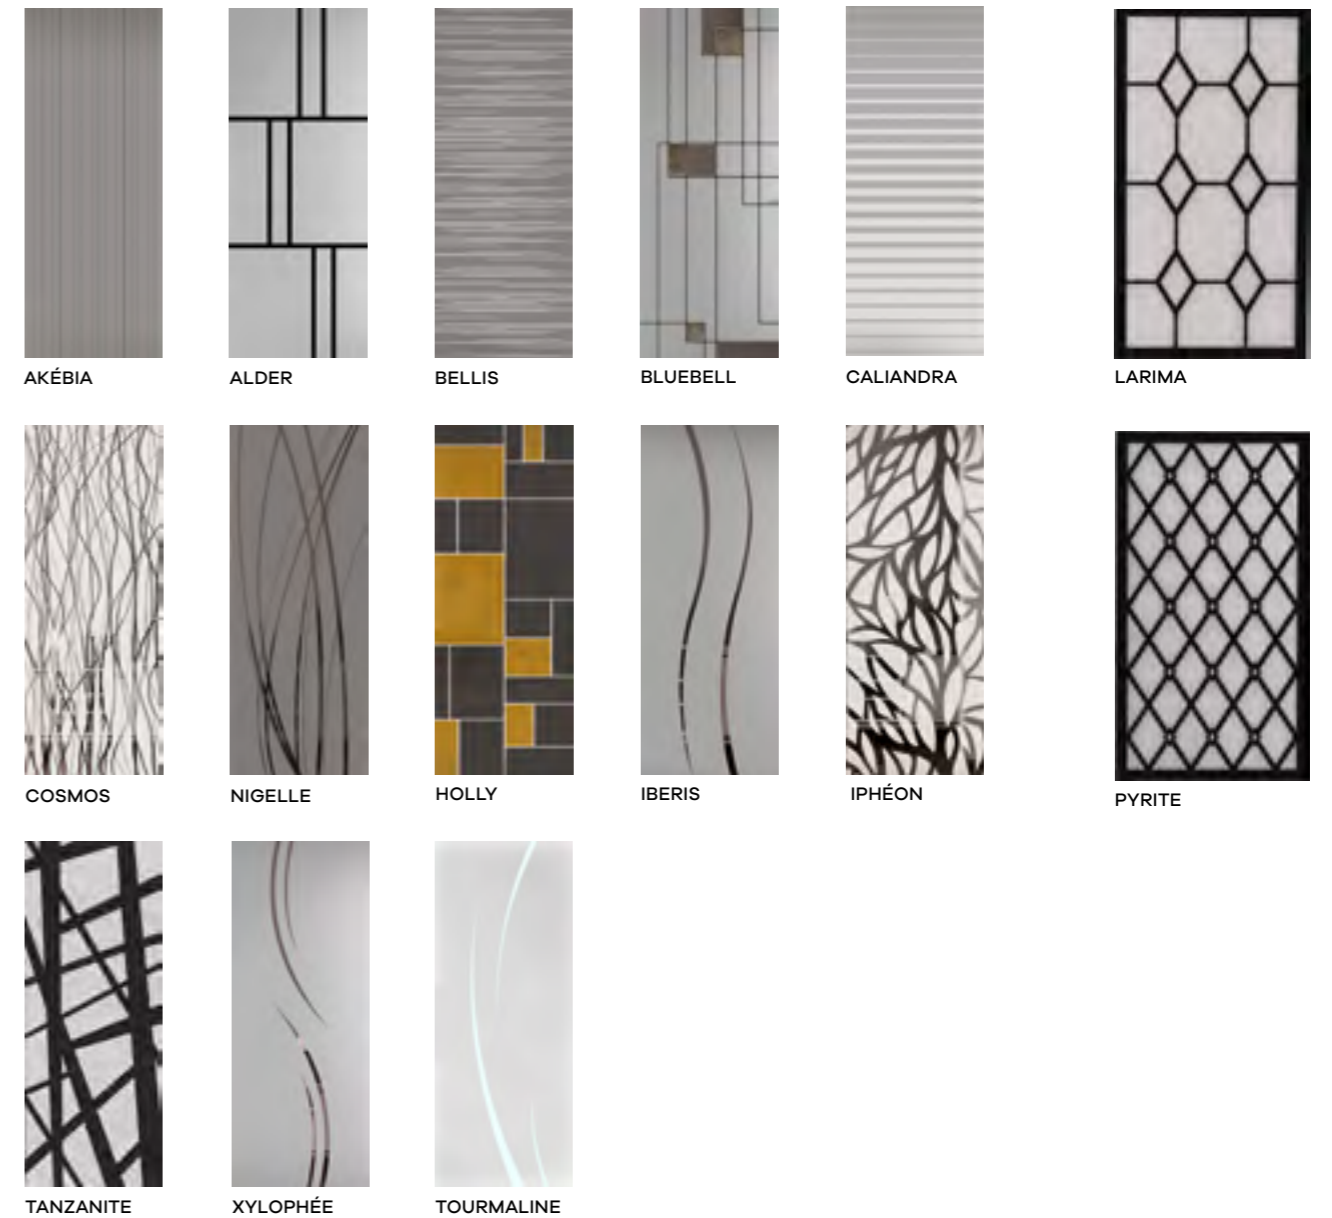 AKÉBIA
ALDER
BELLIS
BLUEBELL
CALIANDRA
LARIMA
COSMOS
NIGELLE
HOLLY
IBERIS
IPHÉON
PYRITE
TANZANITE
XYLOPHÉE
TOURMALINE